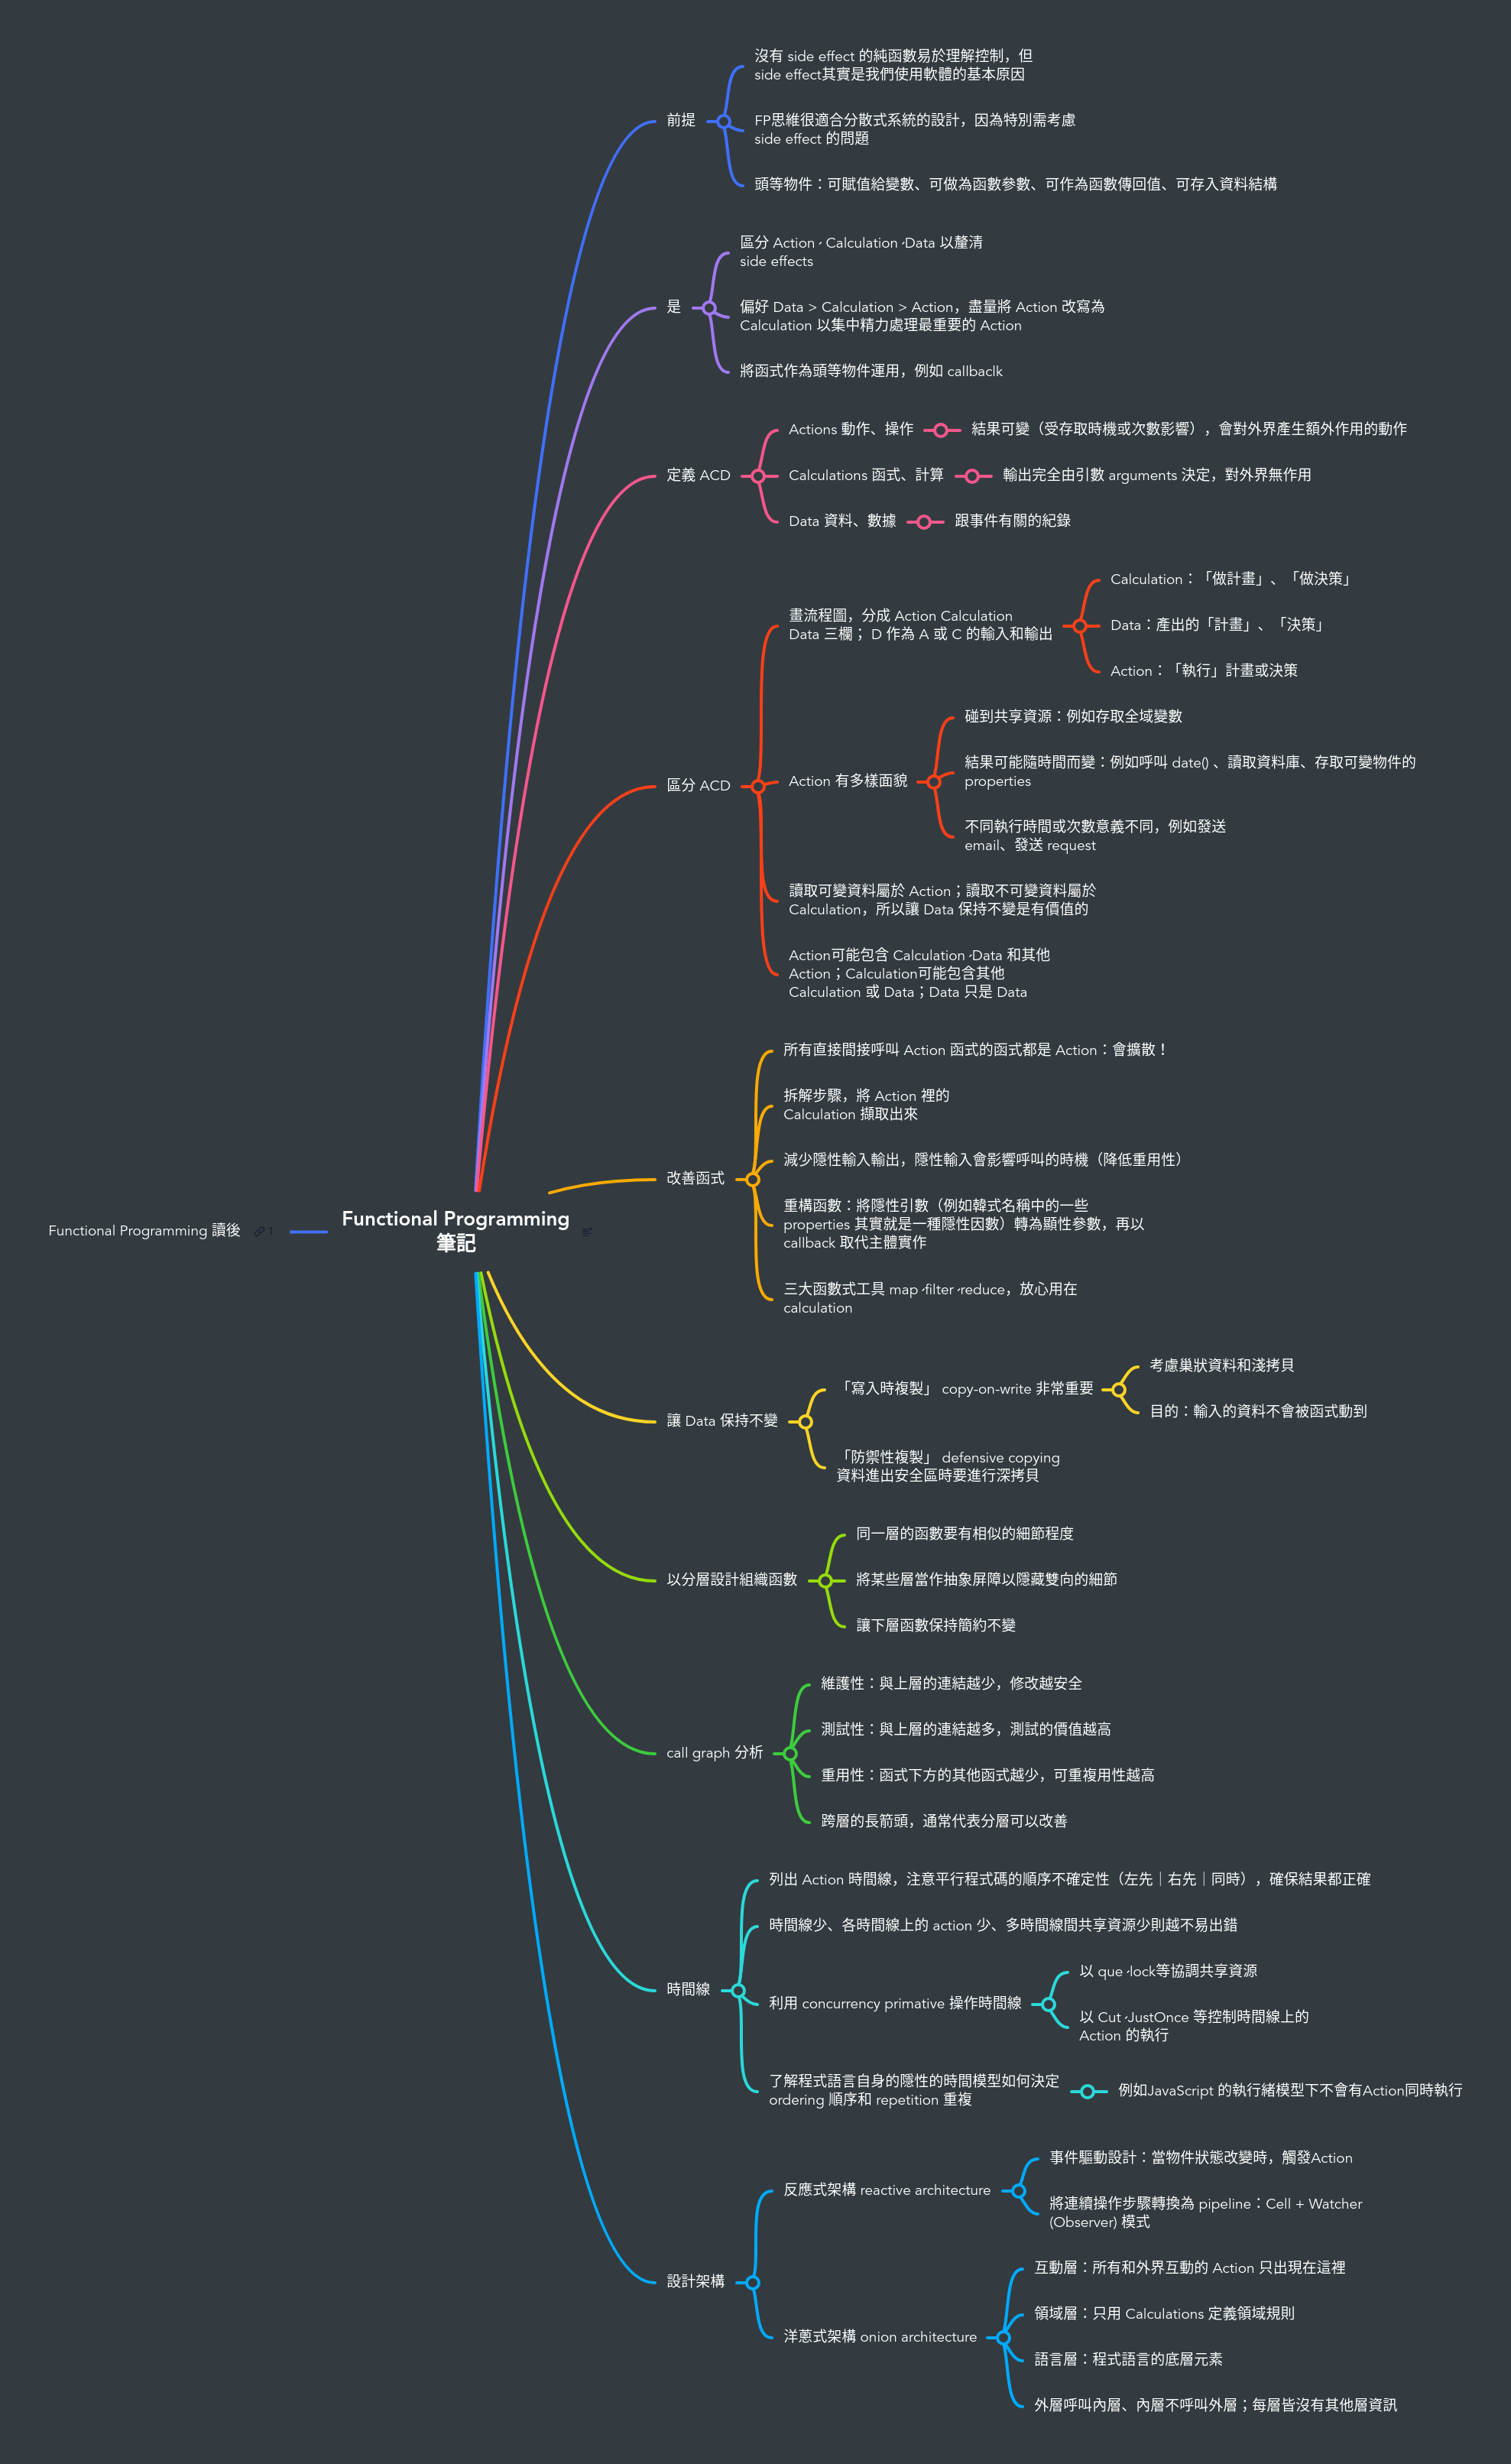 沒有 side effect 的純函數易於理解控制，但
side effect其實是我們使用軟體的基本原因
前提
FP思維很適合分散式系統的設計，因為特別需考慮
side effect 的問題
頭等物件：可賦值給變數、可做為函數參數、可作為函數傳回值、可存入資料結構
區分 Action、Calculation、Data 以釐清
side effects
是
偏好 Data > Calculation > Action，盡量將 Action 改寫為
Calculation 以集中精力處理最重要的 Action
將函式作為頭等物件運用，例如 callbaclk
定義 ACD
Actions 動作、操作
結果可變（受存取時機或次數影響），會對外界產生額外作用的動作
Calculations 函式、計算
輸出完全由引數 arguments 決定，對外界無作用
Data 資料、數據
跟事件有關的紀錄
區分 ACD
畫流程圖，分成 Action Calculation
Data 三欄； D 作為 A 或 C 的輸入和輸出
Calculation：「做計畫」、「做決策」
Data：產出的「計畫」、「決策」
Action：「執行」計畫或決策
Action 有多樣面貌
碰到共享資源：例如存取全域變數
結果可能隨時間而變：例如呼叫 date() 、讀取資料庫、存取可變物件的
properties
不同執行時間或次數意義不同，例如發送
email、發送 request
讀取可變資料屬於 Action；讀取不可變資料屬於
Calculation，所以讓 Data 保持不變是有價值的
Action可能包含 Calculation、Data 和其他
Action；Calculation可能包含其他
Calculation 或 Data；Data 只是 Data
改善函式
所有直接間接呼叫 Action 函式的函式都是 Action：會擴散！
拆解步驟，將 Action 裡的
Calculation 擷取出來
減少隱性輸入輸出，隱性輸入會影響呼叫的時機（降低重用性）
重構函數：將隱性引數（例如韓式名稱中的一些
properties 其實就是一種隱性因數）轉為顯性參數，再以
callback 取代主體實作
三大函數式工具 map、filter、reduce，放心用在
calculation
Functional Programming 讀後
1
Functional Programming
筆記
讓 Data 保持不變
「寫入時複製」 copy-on-write 非常重要
考慮巢狀資料和淺拷貝
目的：輸入的資料不會被函式動到
「防禦性複製」 defensive copying
資料進出安全區時要進行深拷貝
以分層設計組織函數
同一層的函數要有相似的細節程度
將某些層當作抽象屏障以隱藏雙向的細節
讓下層函數保持簡約不變
call graph 分析
維護性：與上層的連結越少，修改越安全
測試性：與上層的連結越多，測試的價值越高
重用性：函式下方的其他函式越少，可重複用性越高
跨層的長箭頭，通常代表分層可以改善
時間線
列出 Action 時間線，注意平行程式碼的順序不確定性（左先｜右先｜同時），確保結果都正確
時間線少、各時間線上的 action 少、多時間線間共享資源少則越不易出錯
利用 concurrency primative 操作時間線
以 que、lock等協調共享資源
以 Cut、JustOnce 等控制時間線上的
Action 的執行
了解程式語言自身的隱性的時間模型如何決定
ordering 順序和 repetition 重複
例如JavaScript 的執行緒模型下不會有Action同時執行
設計架構
反應式架構 reactive architecture
事件驅動設計：當物件狀態改變時，觸發Action
將連續操作步驟轉換為 pipeline：Cell + Watcher
(Observer) 模式
洋蔥式架構 onion architecture
互動層：所有和外界互動的 Action 只出現在這裡
領域層：只用 Calculations 定義領域規則
語言層：程式語言的底層元素
外層呼叫內層、內層不呼叫外層；每層皆沒有其他層資訊